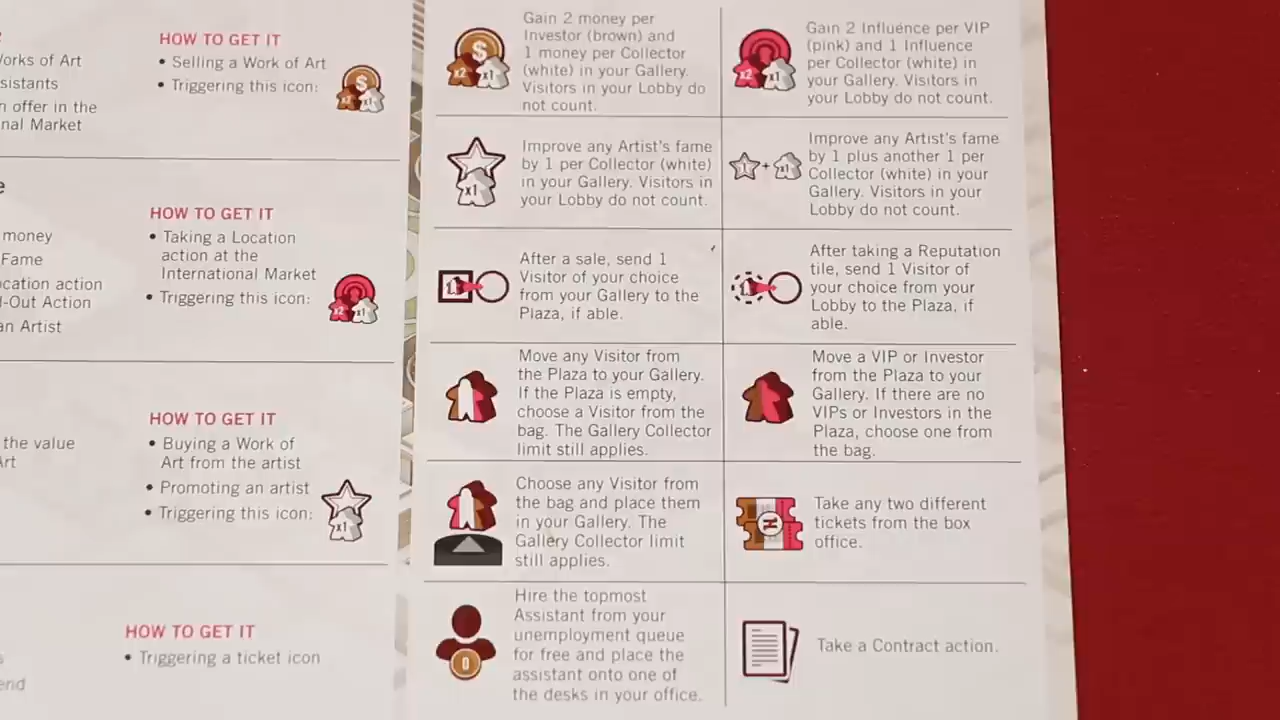 HOW TO GET IT
Works of Art
• Selling a Work of Art
• Triggering this icon:
offer in the
Market
HOW TO GET IT
money
• Taking a Location
action at the
International Market
Fame
action
• Triggering this icon:
Action
an Artist
HOW TO GET IT
the value
• Buying a Work of
Art from the artist
• Promoting an artist
• Triggering this icon:
HOW TO GET IT
• Triggering a ticket icon
Gain 2 money per
Investor (brown) and
1 money per Collector
(white) in your Gallery.
Visitors in your Lobby do
not count.
$
x2 x1
Gain 2 Influence per VIP
(pink) and 1 Influence
per Collector (white) in
your Gallery. Visitors in
your Lobby do not count.
x2 x1
Improve any Artist's fame
by 1 per Collector (white)
in your Gallery. Visitors in
your Lobby do not count.
x1
Improve any Artist's fame
by 1 plus another 1 per
Collector (white) in your
Gallery. Visitors in your
Lobby do not count.
1 + x1
After a sale, send 1
Visitor of your choice
from your Gallery to the
Plaza, if able.
After taking a Reputation
tile, send 1 Visitor of
your choice from your
Lobby to the Plaza, if
able.
Move any Visitor from
the Plaza to your Gallery.
If the Plaza is empty,
choose a Visitor from the
bag. The Gallery Collector
limit still applies.
Move a VIP or Investor
from the Plaza to your
Gallery. If there are no
VIPs or Investors in the
Plaza, choose one from
the bag.
Choose any Visitor from
the bag and place them
in your Gallery. The
Gallery Collector limit
still applies.
Take any two different
tickets from the box
office.
Hire the topmost
Assistant from your
unemployment queue
for free and place the
assistant onto one of
the desks in your office.
0
Take a Contract action.